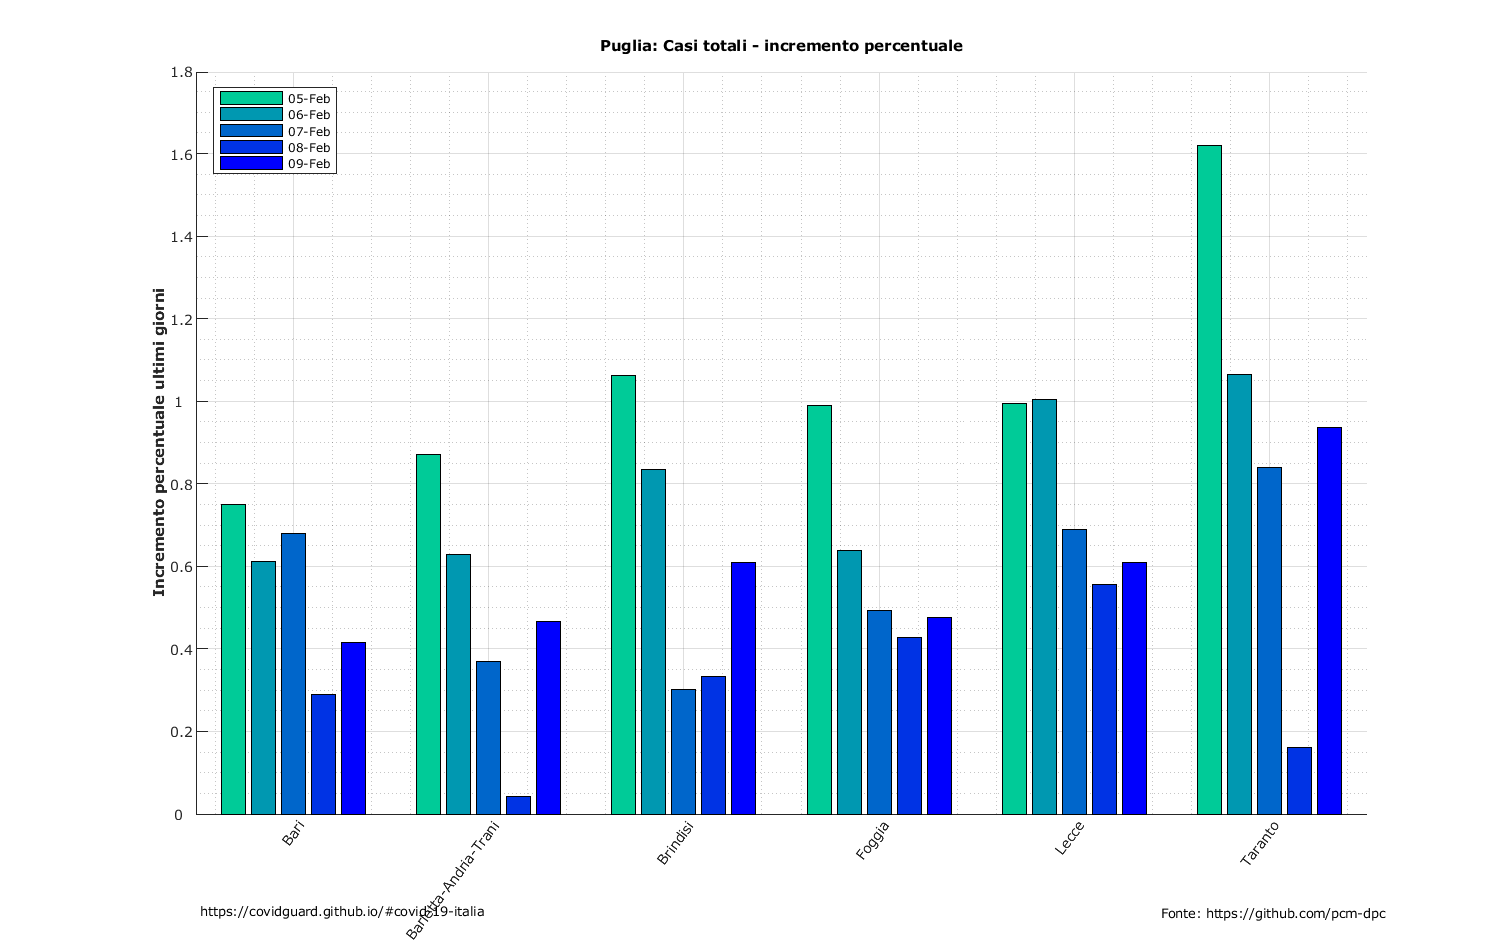 Puglia: Casi totali - incremento percentuale
1.8
1.6
1.4
1.2
1
0.8
0.6
0.4
0.2
0
Incremento percentuale ultimi giorni
05-Feb
06-Feb
07-Feb
08-Feb
09-Feb
Bari
Barletta-Andria-Trani
Brindisi
Foggia
Lecce
Taranto
https://covidguard.github.io/#covid-19-italia
Fonte: https://github.com/pcm-dpc